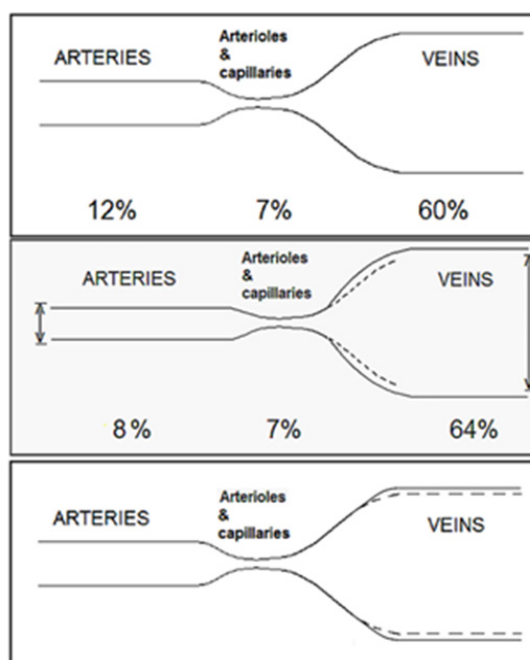 ARTERIES
Arterioles
&
capillaries
VEINS
12%
7%
60%
ARTERIES
Arterioles
&
capillaries
VEINS
8%
7%
64%
ARTERIES
Arterioles
&
capillaries
VEINS